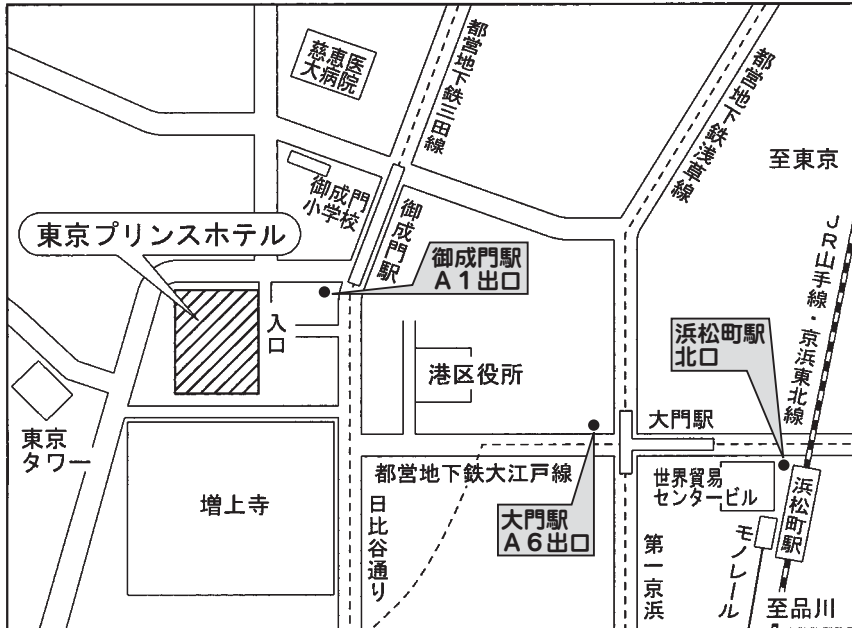 慈恵医
大病院
都営地下鉄三田線
都営地下鉄浅草線
至東京
御成門
小学校
御成門駅
東京プリンスホテル
御成門駅
A1出口
JR山手線・京浜東北線
入口
浜松町駅
北口
港区役所
大門駅
東京
タワー
都営地下鉄大江戸線
世界貿易
センタービル
浜松町駅
増上寺
日比谷通り
大門駅
A6出口
第一京浜
モノレール
至品川